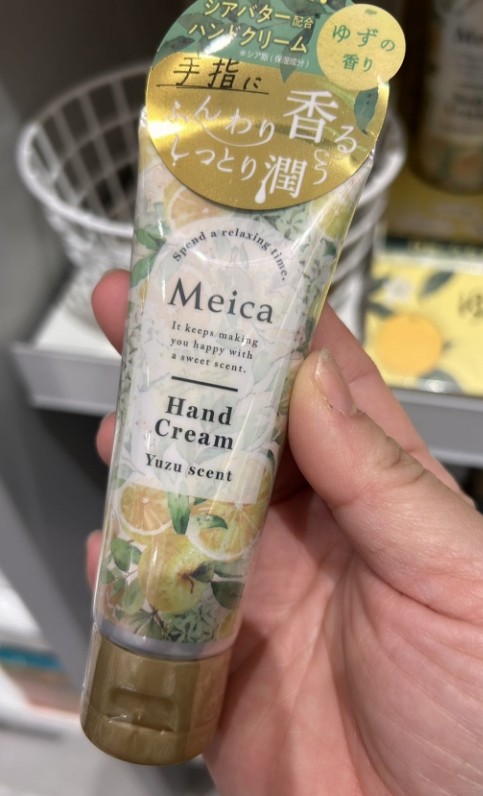 シアバター配合
ハンドクリーム
※シア脂(保湿成分)
ゆずの
香り
手指に
ふんわり香る
しっとり潤う
Spend a relaxing time.
Meica
It keeps making
you happy with
a sweet scent.
Hand
Cream
Yuzu scent